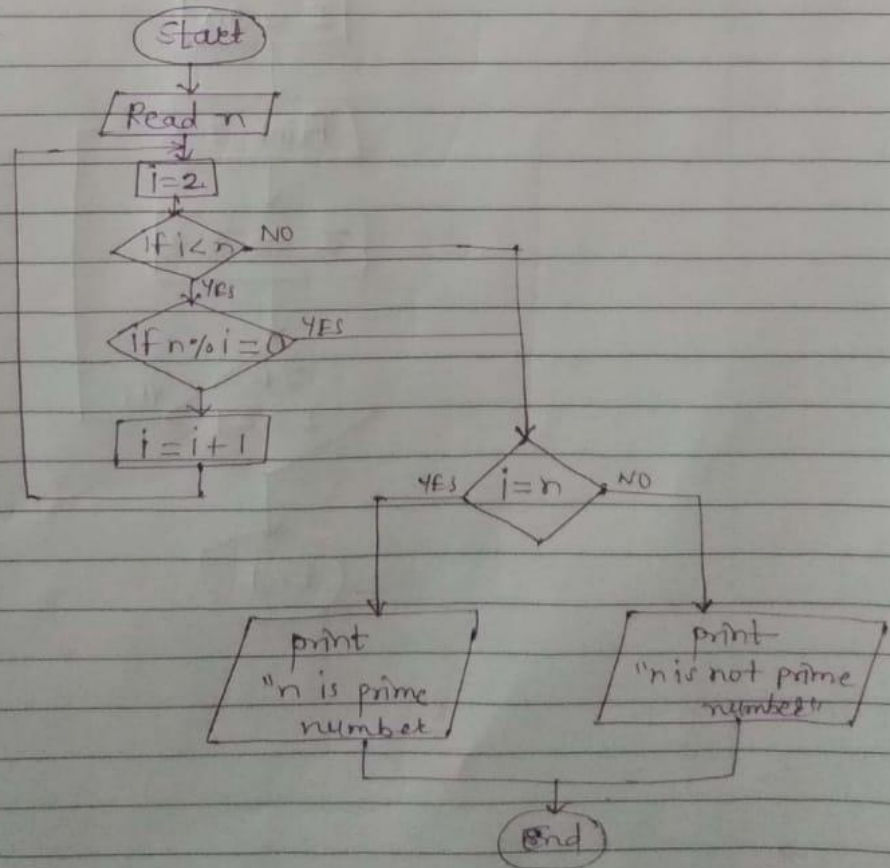 Start
Read n
i=2
if i<n
NO
YES
if n%i=0
YES
i=i+1
YES
i=n
NO
print
"n is prime
number
print
"n is not prime
number"
End